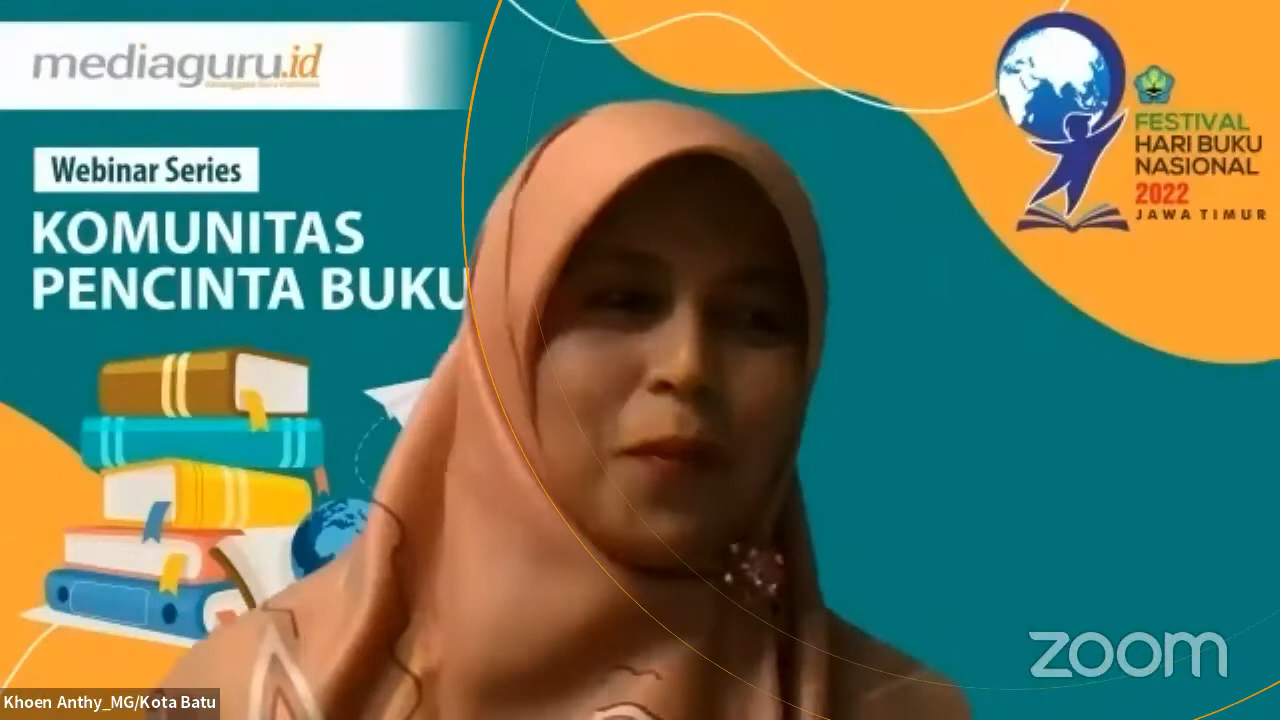 mediaguru.id
Webinar Series
KOMUNITAS
PENCINTA BUKU
FESTIVAL
HARI BUKU
NASIONAL
2022
JAWA TIMUR
zoom
Khoen Anthy_MG/Kota Batu